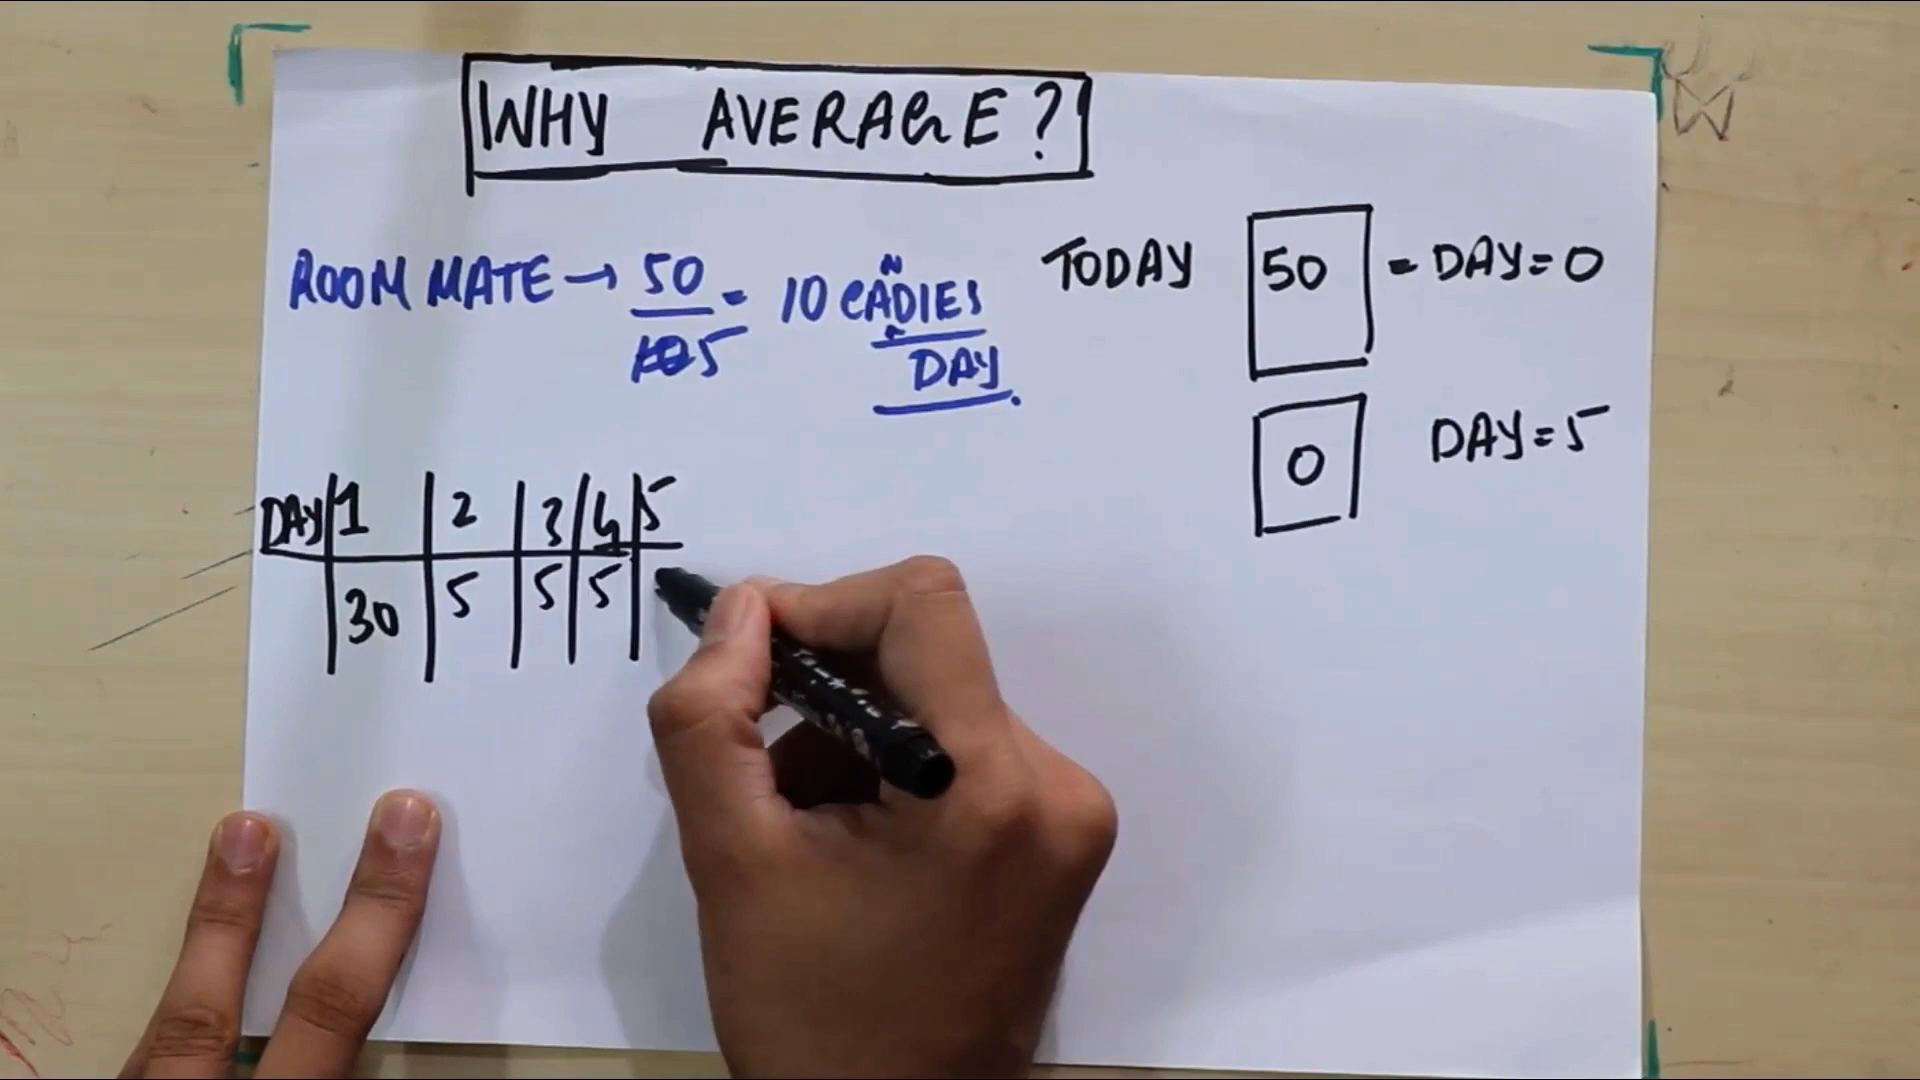 WHY AVERAGE?
ROOM MATE → 50/5 = 10 CANDIES/DAY.
TODAY 50 - DAY=0
0 DAY=5
DAY 1 2 3 4 5
30 5 5 5